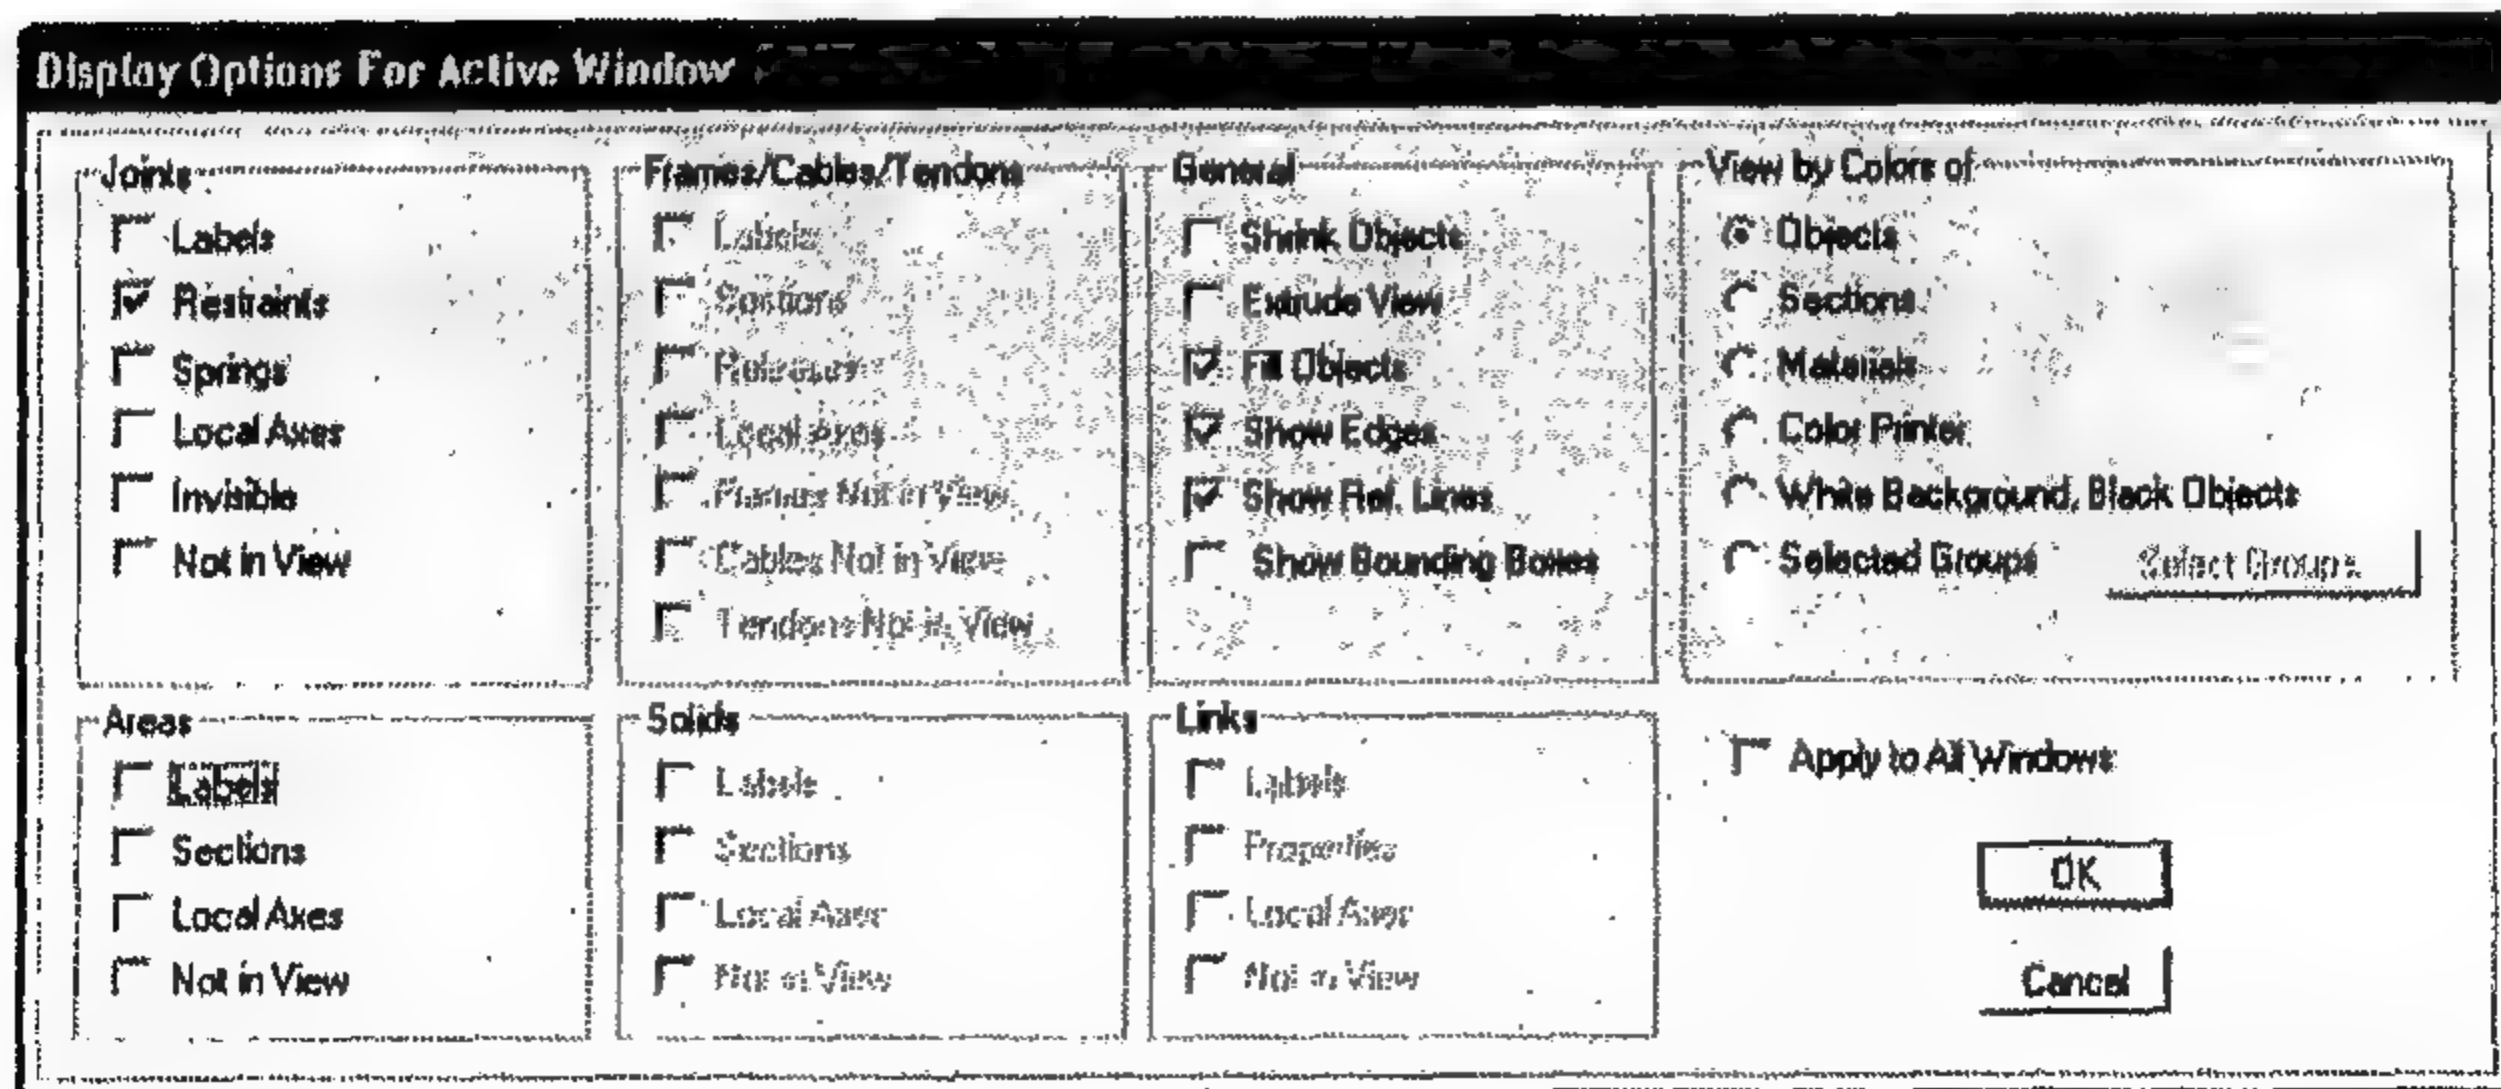 Display Options For Active Window
Joints
Labels
Restraints
Springs
Local Axes
Invisible
Not in View
Frames/Cables/Tendons
Labels
Sections
Releases
Local Axes
Frames Not in View
Cables Not in View
Tendons Not in View
General
Shrink Objects
Extrude View
Fill Objects
Show Edges
Show Ref. Lines
Show Bounding Boxes
View by Colors of
Objects
Sections
Materials
Color Printer
White Background, Black Objects
Selected Groups
Select Groups...
Areas
Labels
Sections
Local Axes
Not in View
Solids
Labels
Sections
Local Axes
Not in View
Links
Labels
Properties
Local Axes
Not in View
Apply to All Windows
OK
Cancel